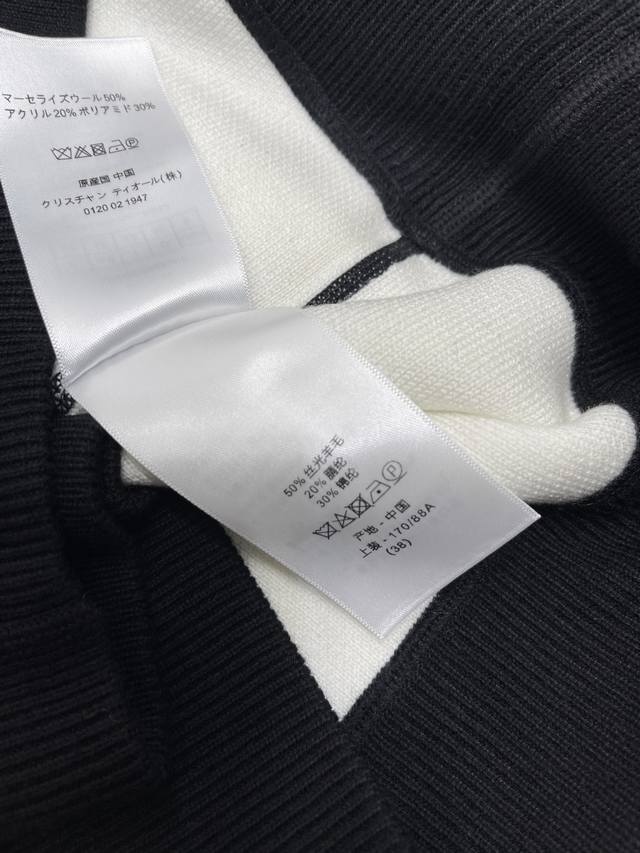 マーセライズウール50%
アクリル20% ポリアミド30%
原産国 中国
クリスチャン ディオール(株)
0120 02 1947
50% 丝光羊毛
20% 腈纶
30% 锦纶
产地 - 中国
上装 - 170/88A
(38)